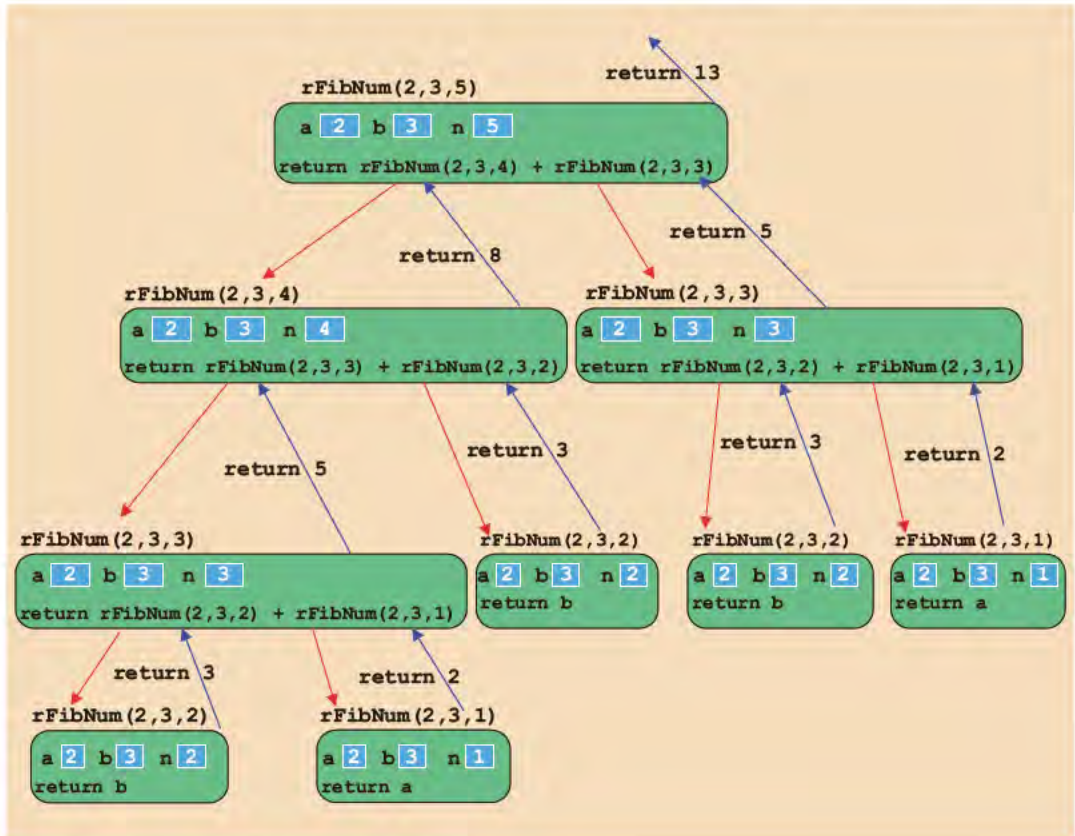 return 13
rFibNum(2,3,5)
a 2 b 3 n 5
return rFibNum(2,3,4) + rFibNum(2,3,3)
return 8
return 5
rFibNum(2,3,4)
a 2 b 3 n 4
return rFibNum(2,3,3) + rFibNum(2,3,2)
rFibNum(2,3,3)
a 2 b 3 n 3
return rFibNum(2,3,2) + rFibNum(2,3,1)
return 5
return 3
return 3
return 2
rFibNum(2,3,3)
a 2 b 3 n 3
return rFibNum(2,3,2) + rFibNum(2,3,1)
rFibNum(2,3,2)
a 2 b 3 n 2
return b
rFibNum(2,3,2)
a 2 b 3 n 2
return b
rFibNum(2,3,1)
a 2 b 3 n 1
return a
return 3
return 2
rFibNum(2,3,2)
a 2 b 3 n 2
return b
rFibNum(2,3,1)
a 2 b 3 n 1
return a